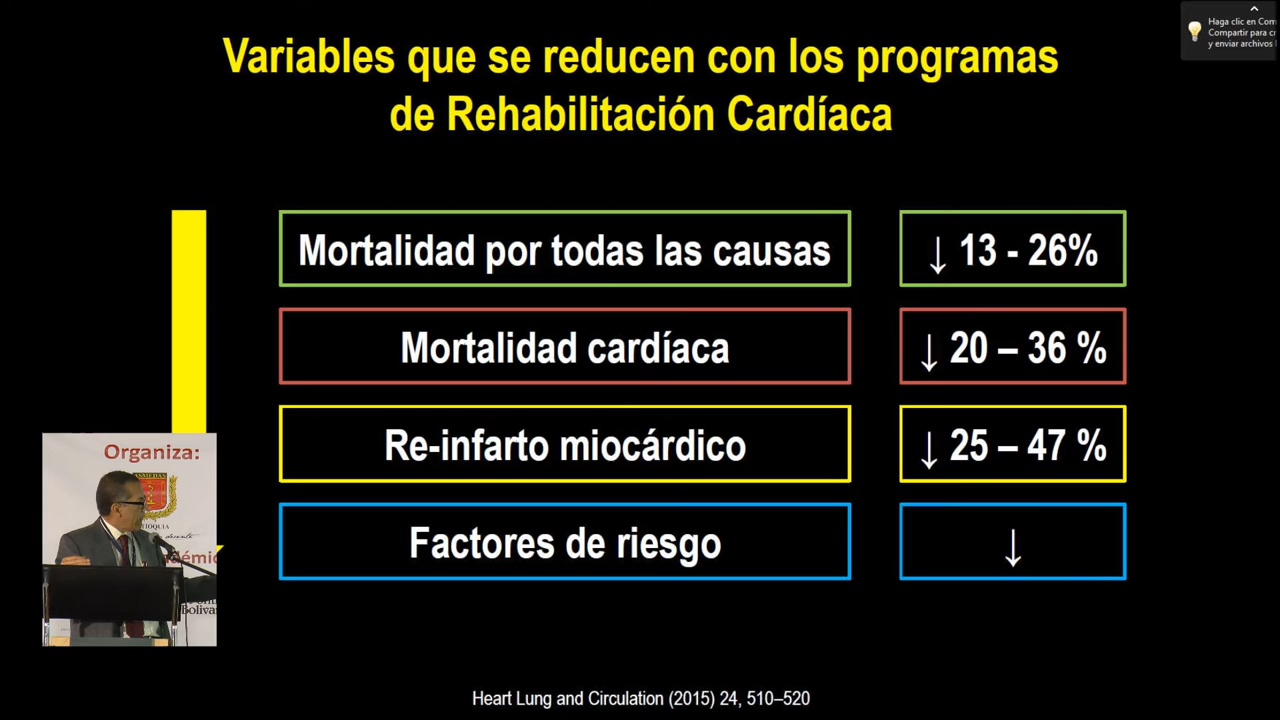 Variables que se reducen con los programas
de Rehabilitación Cardíaca
Mortalidad por todas las causas
↓ 13 - 26%
Mortalidad cardíaca
↓ 20 – 36 %
Re-infarto miocárdico
↓ 25 – 47 %
Factores de riesgo
↓
Heart Lung and Circulation (2015) 24, 510–520
Haga clic en
Compartir para
y enviar archivos
Organiza: